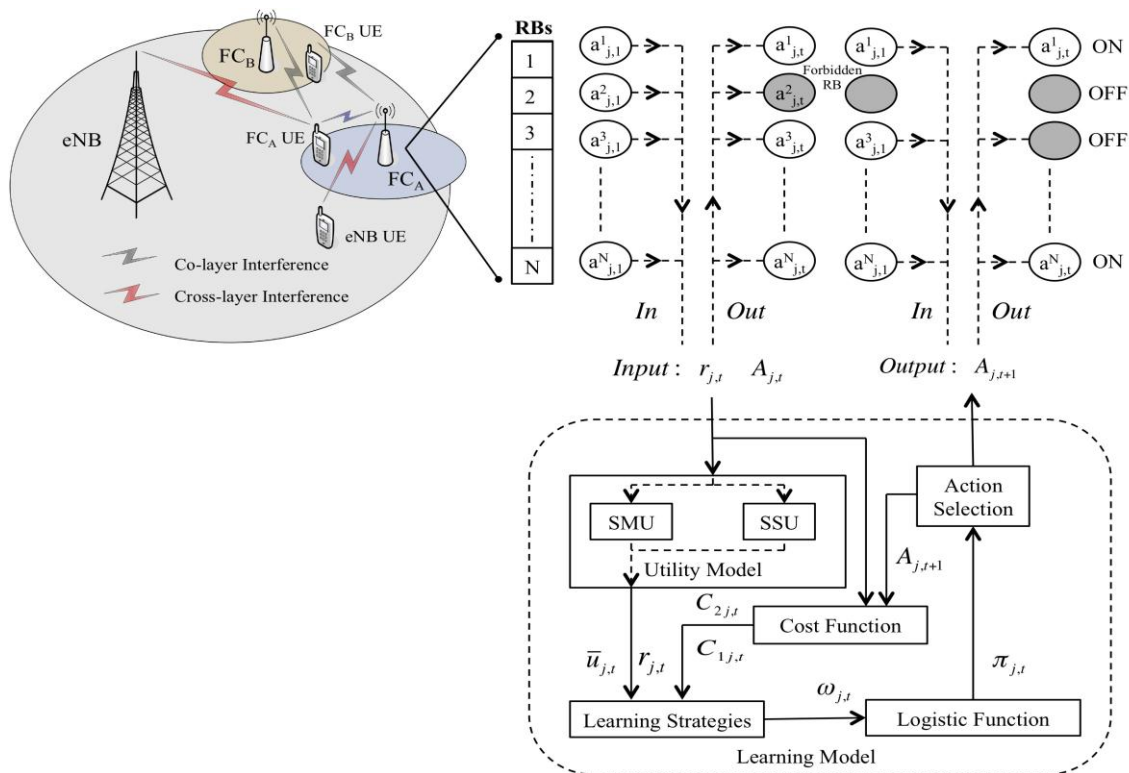 FC_B UE
FC_B
eNB
FC_A UE
FC_A
eNB UE
Co-layer Interference
Cross-layer Interference
RBs
1
2
3
N
a^1_{j,1} a^1_{j,t} a^1_{j,1} a^1_{j,t} ON
Forbidden
RB
a^2_{j,1} a^2_{j,t} OFF
a^3_{j,1} a^3_{j,t} a^3_{j,1} OFF
a^N_{j,1} a^N_{j,t} a^N_{j,1} a^N_{j,t} ON
In Out In Out
Input : r_{j,t} A_{j,t} Output : A_{j,t+1}
Action
Selection
SMU SSU
Utility Model
A_{j,t+1}
C_{2j,t}
Cost Function
C_{1j,t}
u̅_{j,t} r_{j,t} π_{j,t}
ω_{j,t}
Learning Strategies Logistic Function
Learning Model